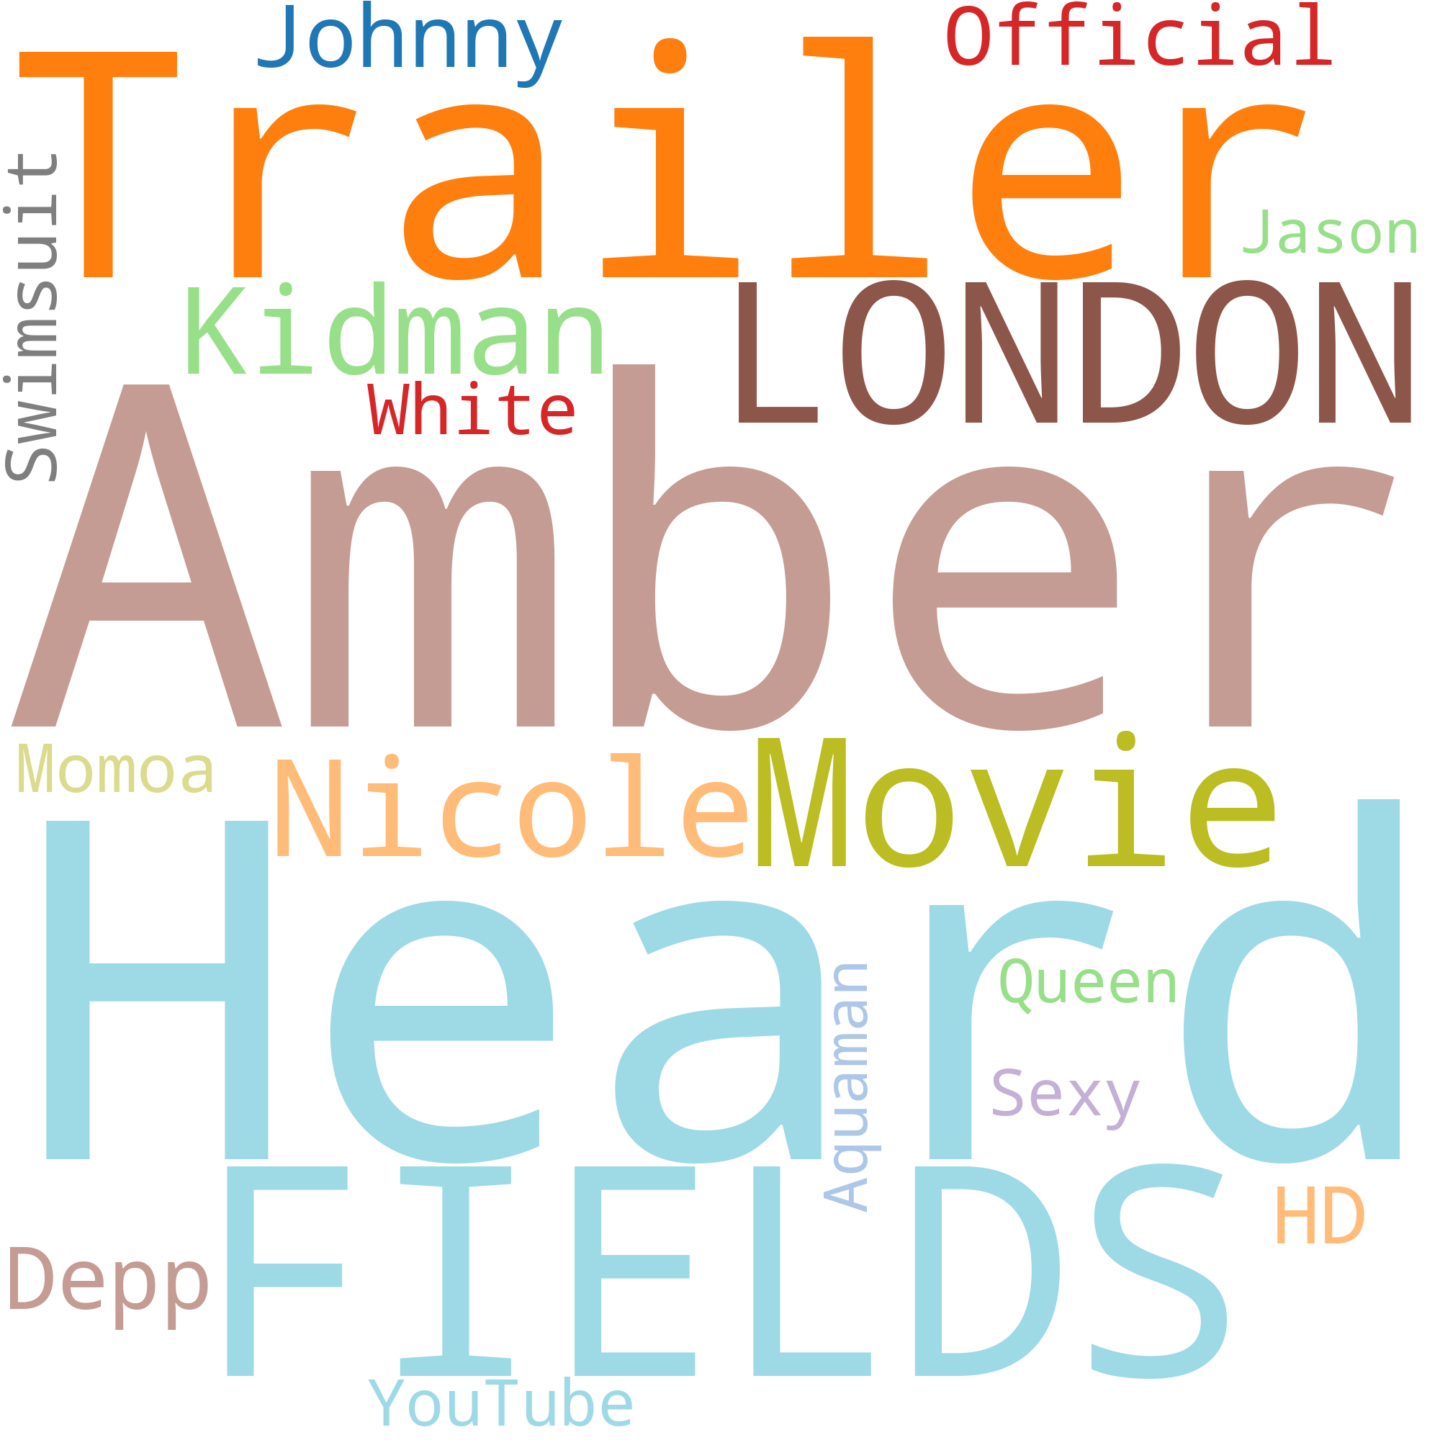 Johnny
Official
Trailer
Swimsuit
Jason
Kidman
LONDON
White
Amber
Momoa
Nicole
Movie
Heard
Queen
Aquaman
Sexy
FIELDS
HD
Depp
YouTube